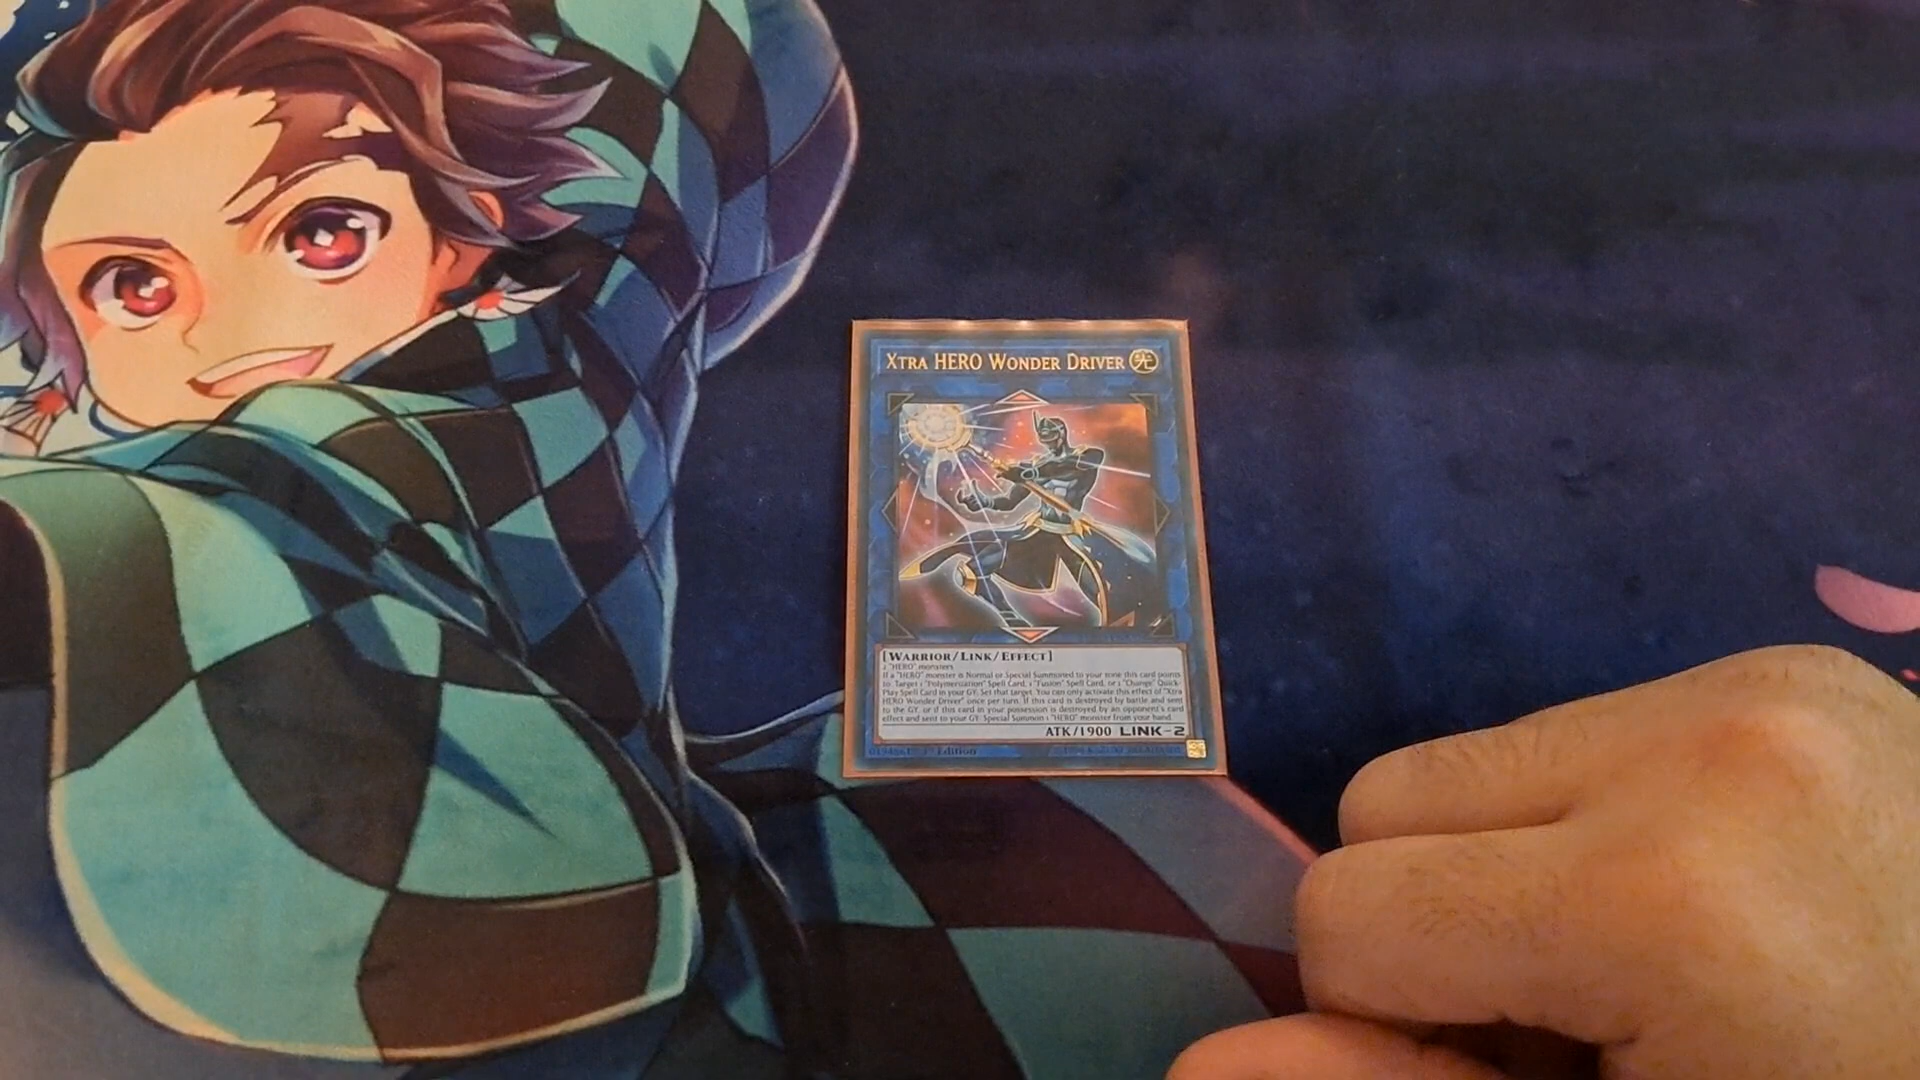 Xtra HERO Wonder Driver 光
[Warrior/Link/Effect]
2 "HERO" monsters
If a "HERO" monster is Normal or Special Summoned to your zone this card points
to: Target 1 "Polymerization" Spell Card, 1 "Fusion" Spell Card, or 1 "Change" Quick-
Play Spell Card in your GY; Set that target. You can only activate this effect of "Xtra
HERO Wonder Driver" once per turn. If this card is destroyed by battle and sent
to the GY, or if this card in your possession is destroyed by an opponent's card
effect and sent to your GY: Special Summon 1 "HERO" monster from your hand.
ATK/1900 LINK-2
Edition